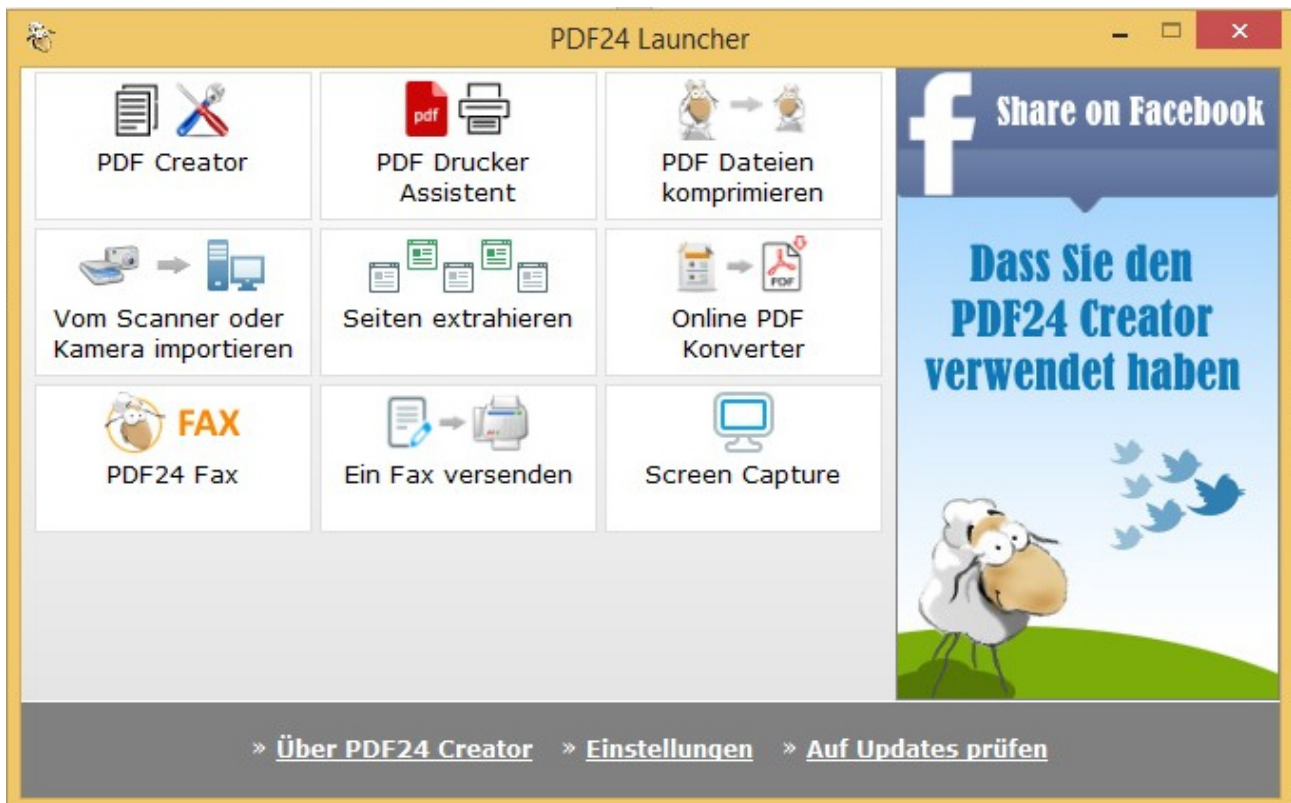 PDF24 Launcher
PDF Creator
pdf
PDF Drucker
Assistent
PDF Dateien
komprimieren
Vom Scanner oder
Kamera importieren
Seiten extrahieren
PDF
Online PDF
Konverter
FAX
PDF24 Fax
Ein Fax versenden
Screen Capture
f Share on Facebook
Dass Sie den
PDF24 Creator
verwendet haben
» Über PDF24 Creator » Einstellungen » Auf Updates prüfen